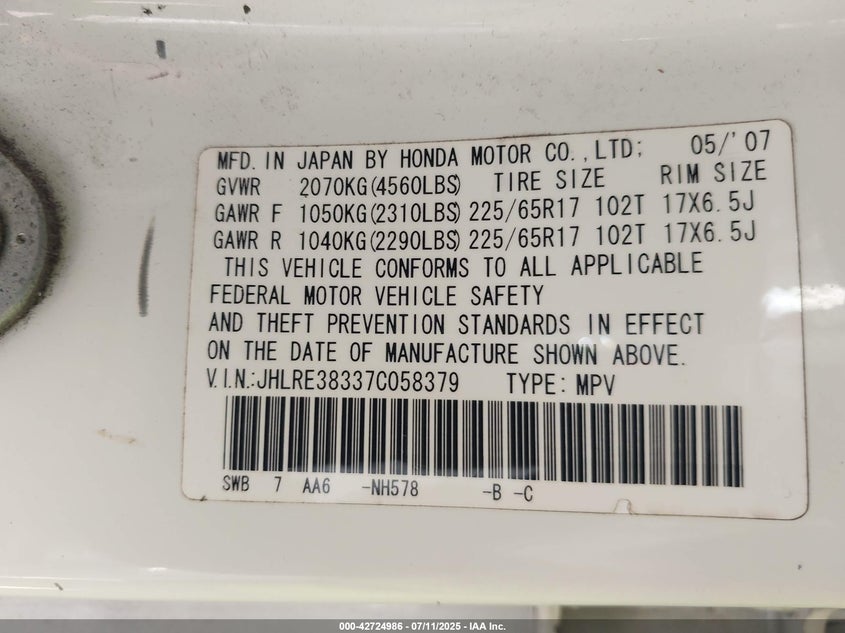 MFD. IN JAPAN BY HONDA MOTOR CO.,LTD; 05/'07
GVWR 2070KG(4560LBS) TIRE SIZE RIM SIZE
GAWR F 1050KG(2310LBS) 225/65R17 102T 17X6.5J
GAWR R 1040KG(2290LBS) 225/65R17 102T 17X6.5J
THIS VEHICLE CONFORMS TO ALL APPLICABLE
FEDERAL MOTOR VEHICLE SAFETY
AND THEFT PREVENTION STANDARDS IN EFFECT
ON THE DATE OF MANUFACTURE SHOWN ABOVE.
V.I.N.:JHLRE38337C058379 TYPE: MPV
SWB 7 AA6 -NH578 -B -C
000-42724986 - 07/11/2025 - IAA Inc.